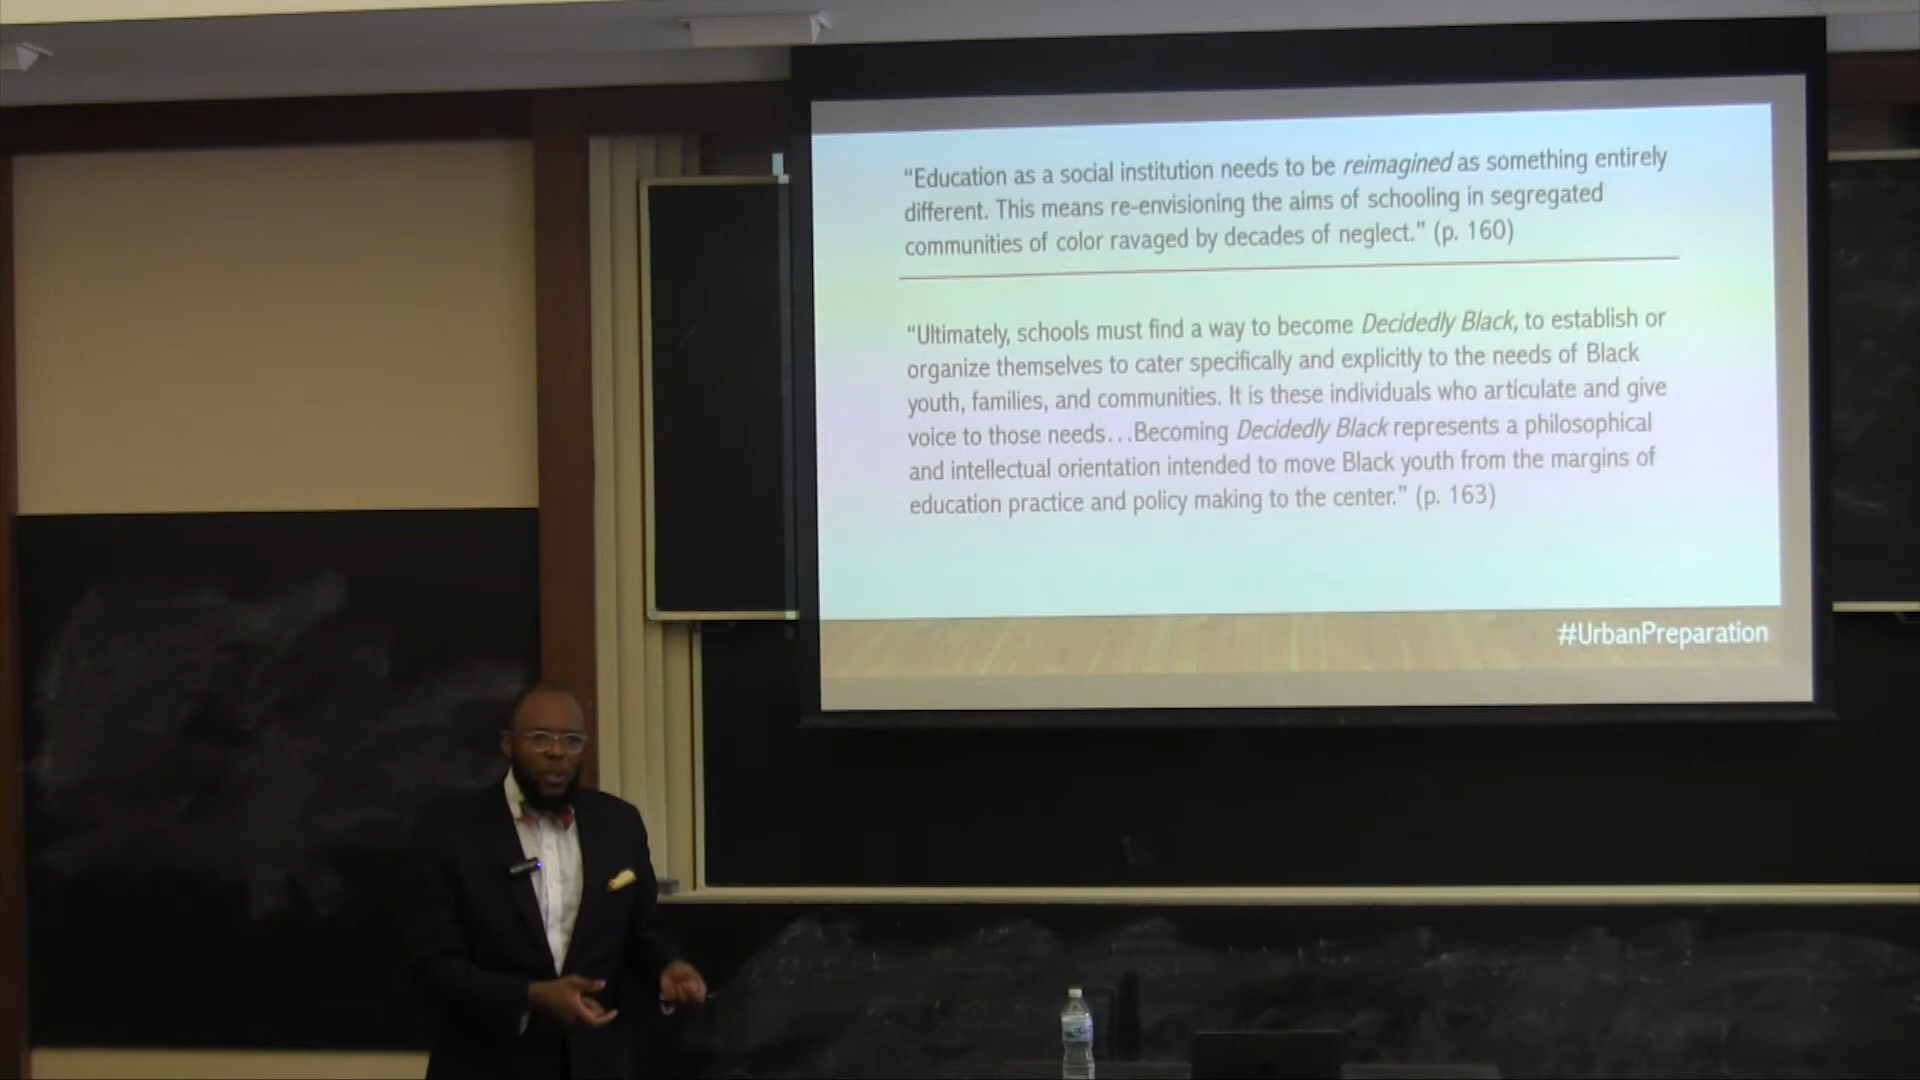 “Education as a social institution needs to be reimagined as something entirely
different. This means re-envisioning the aims of schooling in segregated
communities of color ravaged by decades of neglect.” (p. 160)
“Ultimately, schools must find a way to become Decidedly Black, to establish or
organize themselves to cater specifically and explicitly to the needs of Black
youth, families, and communities. It is these individuals who articulate and give
voice to those needs…Becoming Decidedly Black represents a philosophical
and intellectual orientation intended to move Black youth from the margins of
education practice and policy making to the center.” (p. 163)
#UrbanPreparation